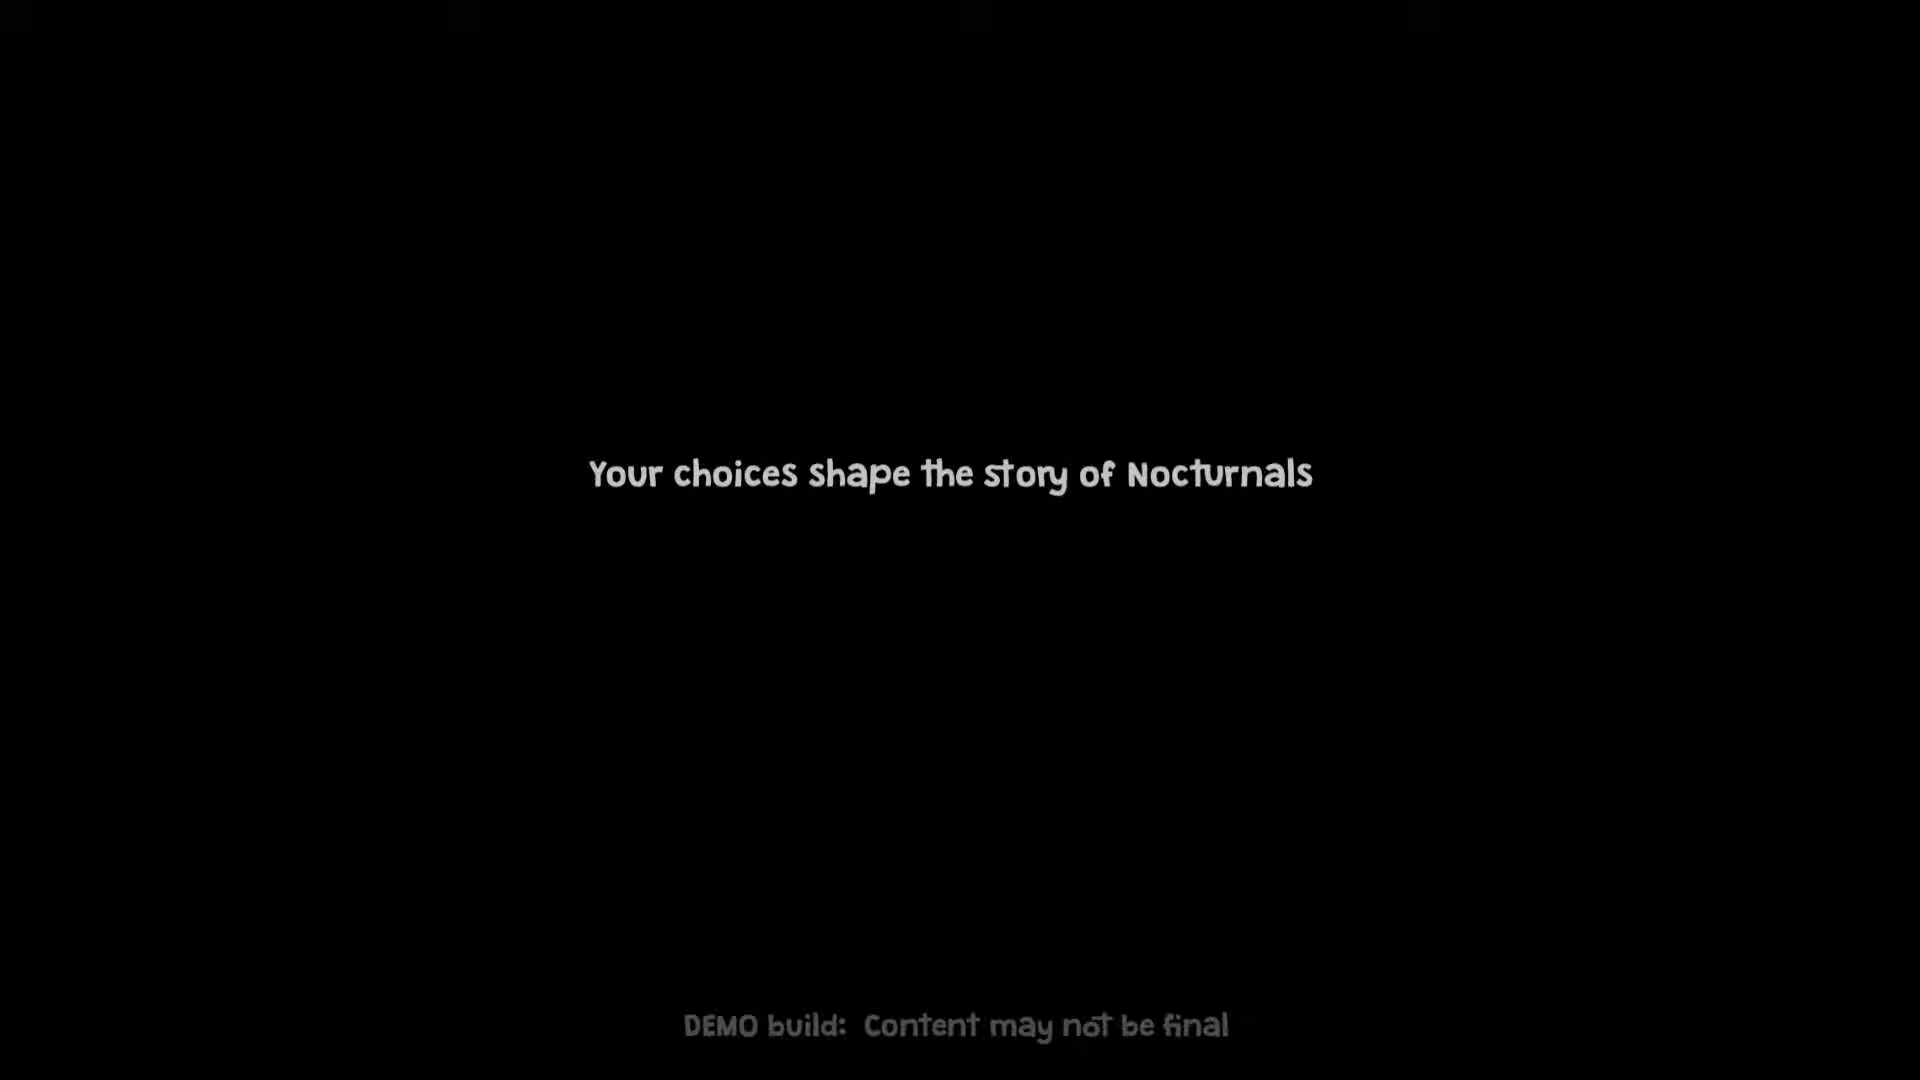 Your choices shape the story of Nocturnals
DEMO build: Content may not be final